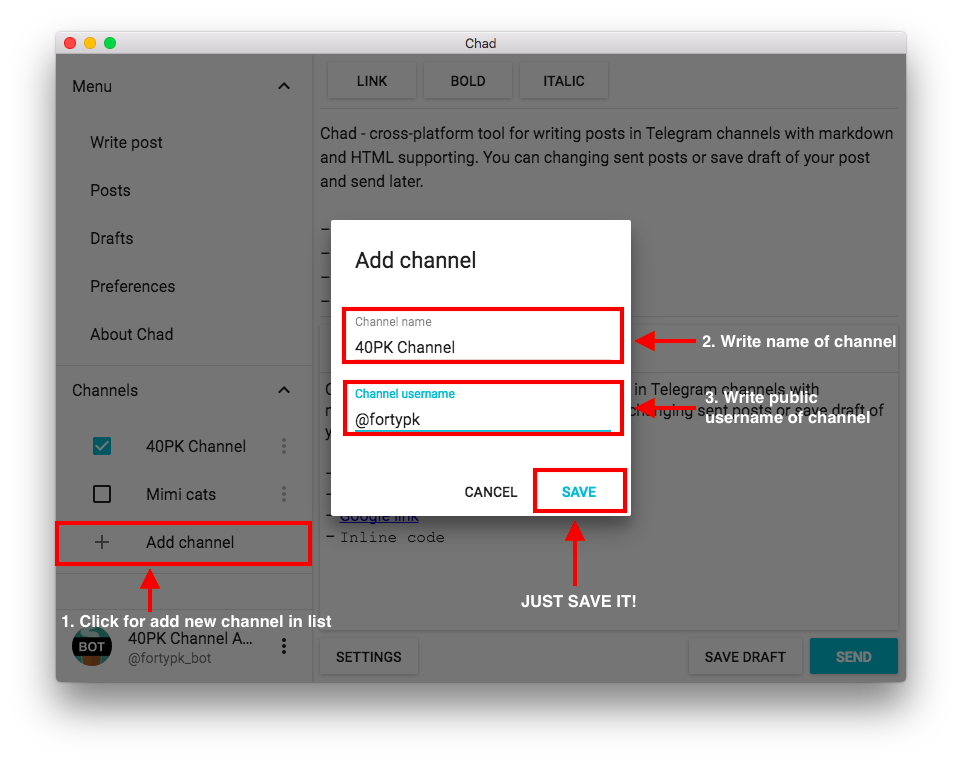 Chad
Menu
Write post
Posts
Drafts
Preferences
About Chad
Channels
40PK Channel
Mimi cats
Add channel
1. Click for add new channel in list
BOT
40PK Channel A...
@fortypk_bot
LINK BOLD ITALIC
Chad - cross-platform tool for writing posts in Telegram channels with markdown
and HTML supporting. You can changing sent posts or save draft of your post
and send later.
Add channel
Channel name
40PK Channel
2. Write name of channel
Channel username
@fortypk
3. Write public
username of channel
CANCEL SAVE
in Telegram channels with
changing sent posts or save draft of
Google link
– Inline code
JUST SAVE IT!
SETTINGS SAVE DRAFT SEND